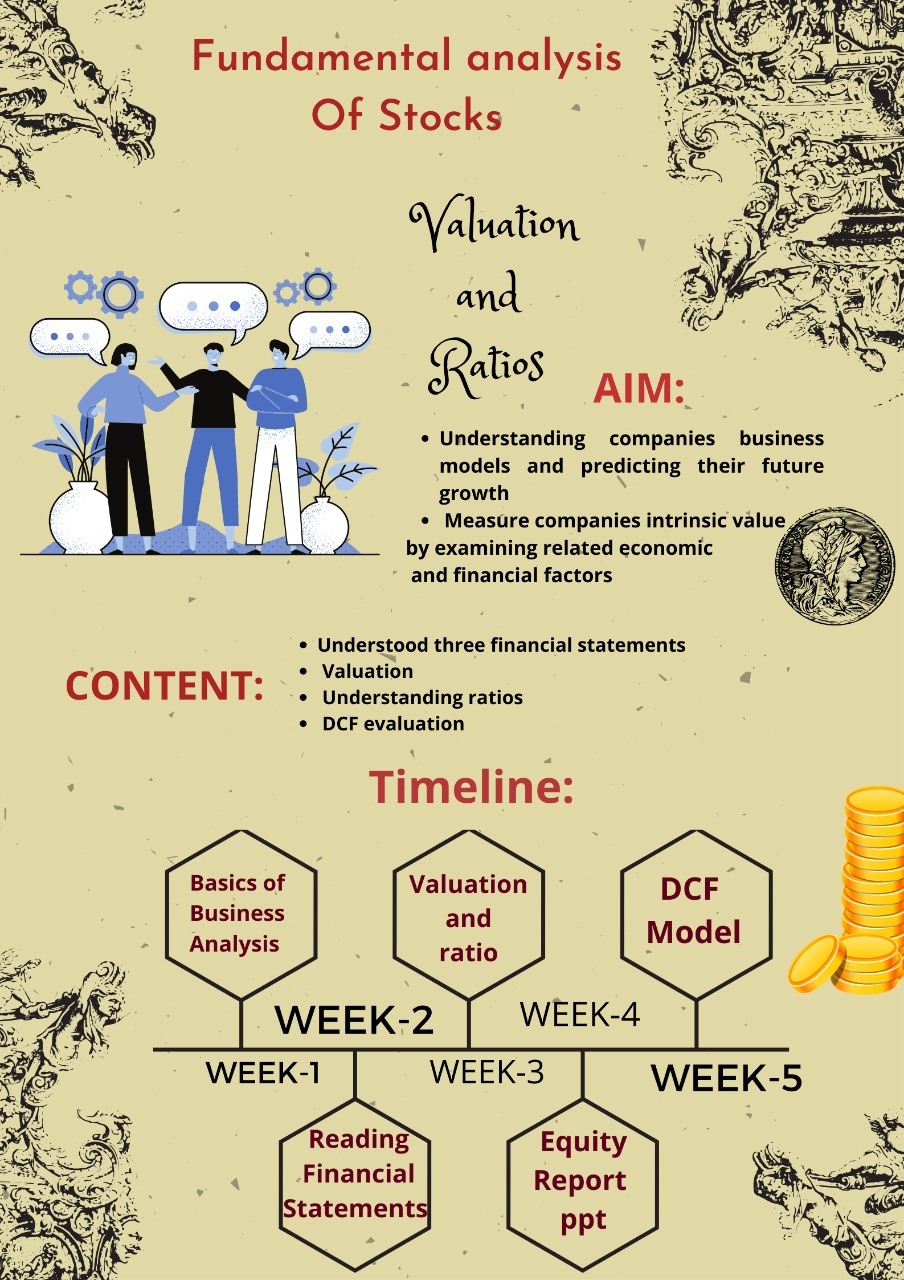 Fundamental analysis
Of Stocks
Valuation
and
Ratios
AIM:
• Understanding companies business
models and predicting their future
growth
• Measure companies intrinsic value
by examining related economic
and financial factors
CONTENT:
• Understood three financial statements
• Valuation
• Understanding ratios
• DCF evaluation
Timeline:
Basics of
Business
Analysis
Valuation
and
ratio
DCF
Model
WEEK-1
WEEK-2
WEEK-3
WEEK-4
WEEK-5
Reading
Financial
Statements
Equity
Report
ppt